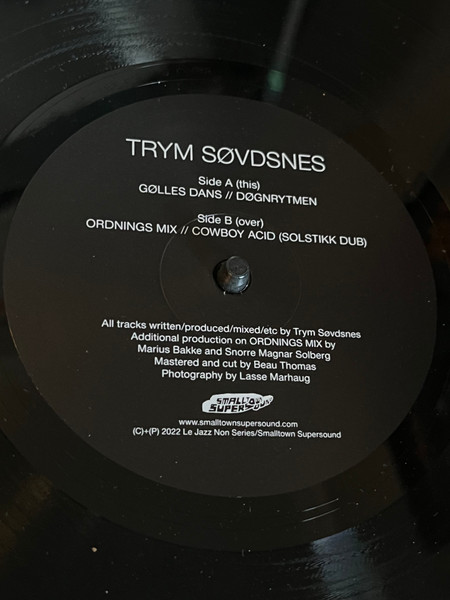 TRYM SØVDSNES
Side A (this)
GØLLES DANS // DØGNRYTMEN
Side B (over)
ORDNINGS MIX // COWBOY ACID (SOLSTIKK DUB)
All tracks written/produced/mixed/etc by Trym Søvdsnes
Additional production on ORDNINGS MIX by
Marius Bakke and Snorre Magnar Solberg
Mastered and cut by Beau Thomas
Photography by Lasse Marhaug
SMALLTOWN
SUPERSOUND
www.smalltownsupersound.com
(C)+(P) 2022 Le Jazz Non Series/Smalltown Supersound